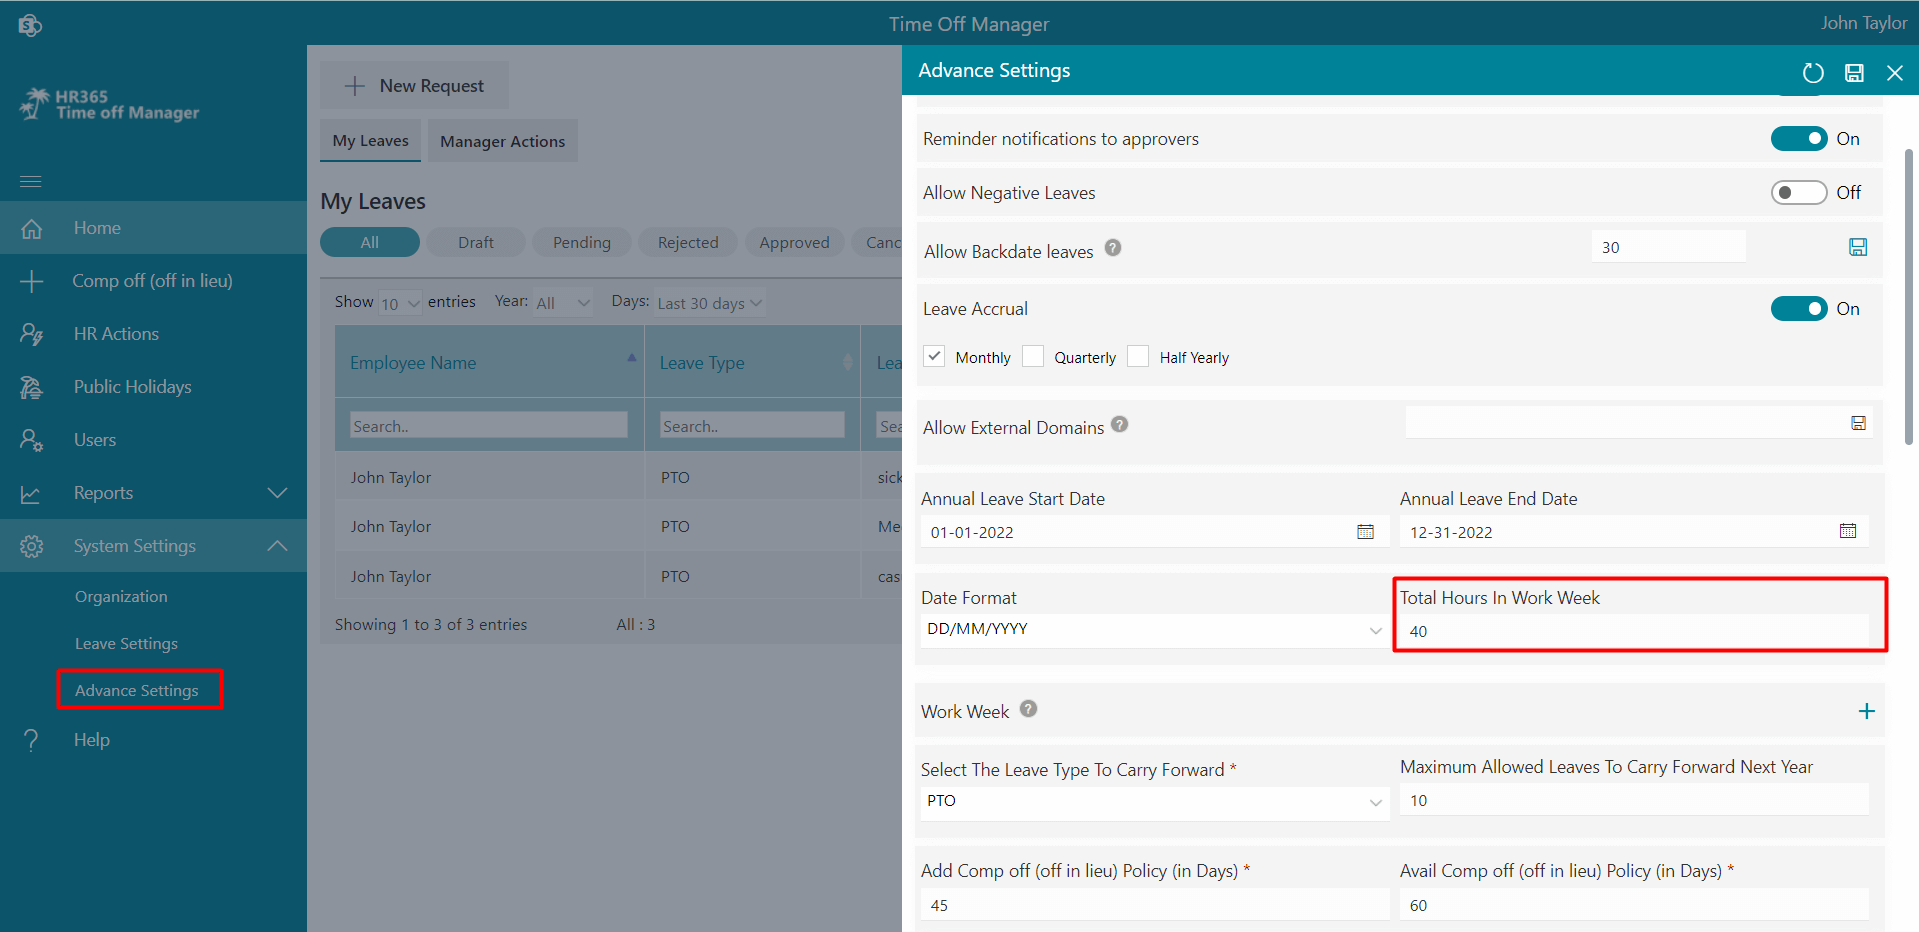 Time Off Manager
John Taylor
HR365
Time off Manager
Home
Comp off (off in lieu)
HR Actions
Public Holidays
Users
Reports
System Settings
Organization
Leave Settings
Advance Settings
Help
New Request
My Leaves Manager Actions
My Leaves
All Draft Pending Rejected Approved Canc
Show 10 entries Year: All Days: Last 30 days
Employee Name Leave Type Lea
Search.. Search.. Sea
John Taylor PTO sick
John Taylor PTO Me
John Taylor PTO cas
Showing 1 to 3 of 3 entries All : 3
Advance Settings
Reminder notifications to approvers On
Allow Negative Leaves Off
Allow Backdate leaves ? 30
Leave Accrual On
Monthly Quarterly Half Yearly
Allow External Domains ?
Annual Leave Start Date Annual Leave End Date
01-01-2022 12-31-2022
Date Format Total Hours In Work Week
DD/MM/YYYY 40
Work Week ?
Select The Leave Type To Carry Forward * Maximum Allowed Leaves To Carry Forward Next Year
PTO 10
Add Comp off (off in lieu) Policy (in Days) * Avail Comp off (off in lieu) Policy (in Days) *
45 60